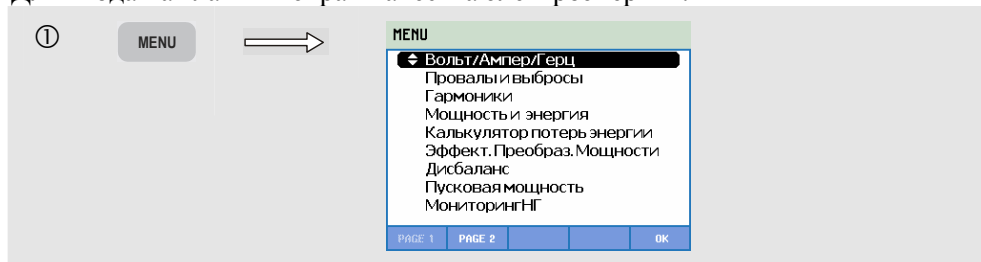 ① MENU
MENU
Вольт/Ампер/Герц
Провалы и выбросы
Гармоники
Мощность и энергия
Калькулятор потерь энергии
Эффект. Преобраз. Мощности
Дисбаланс
Пусковая мощность
МониторингНГ
PAGE 1 PAGE 2 OK